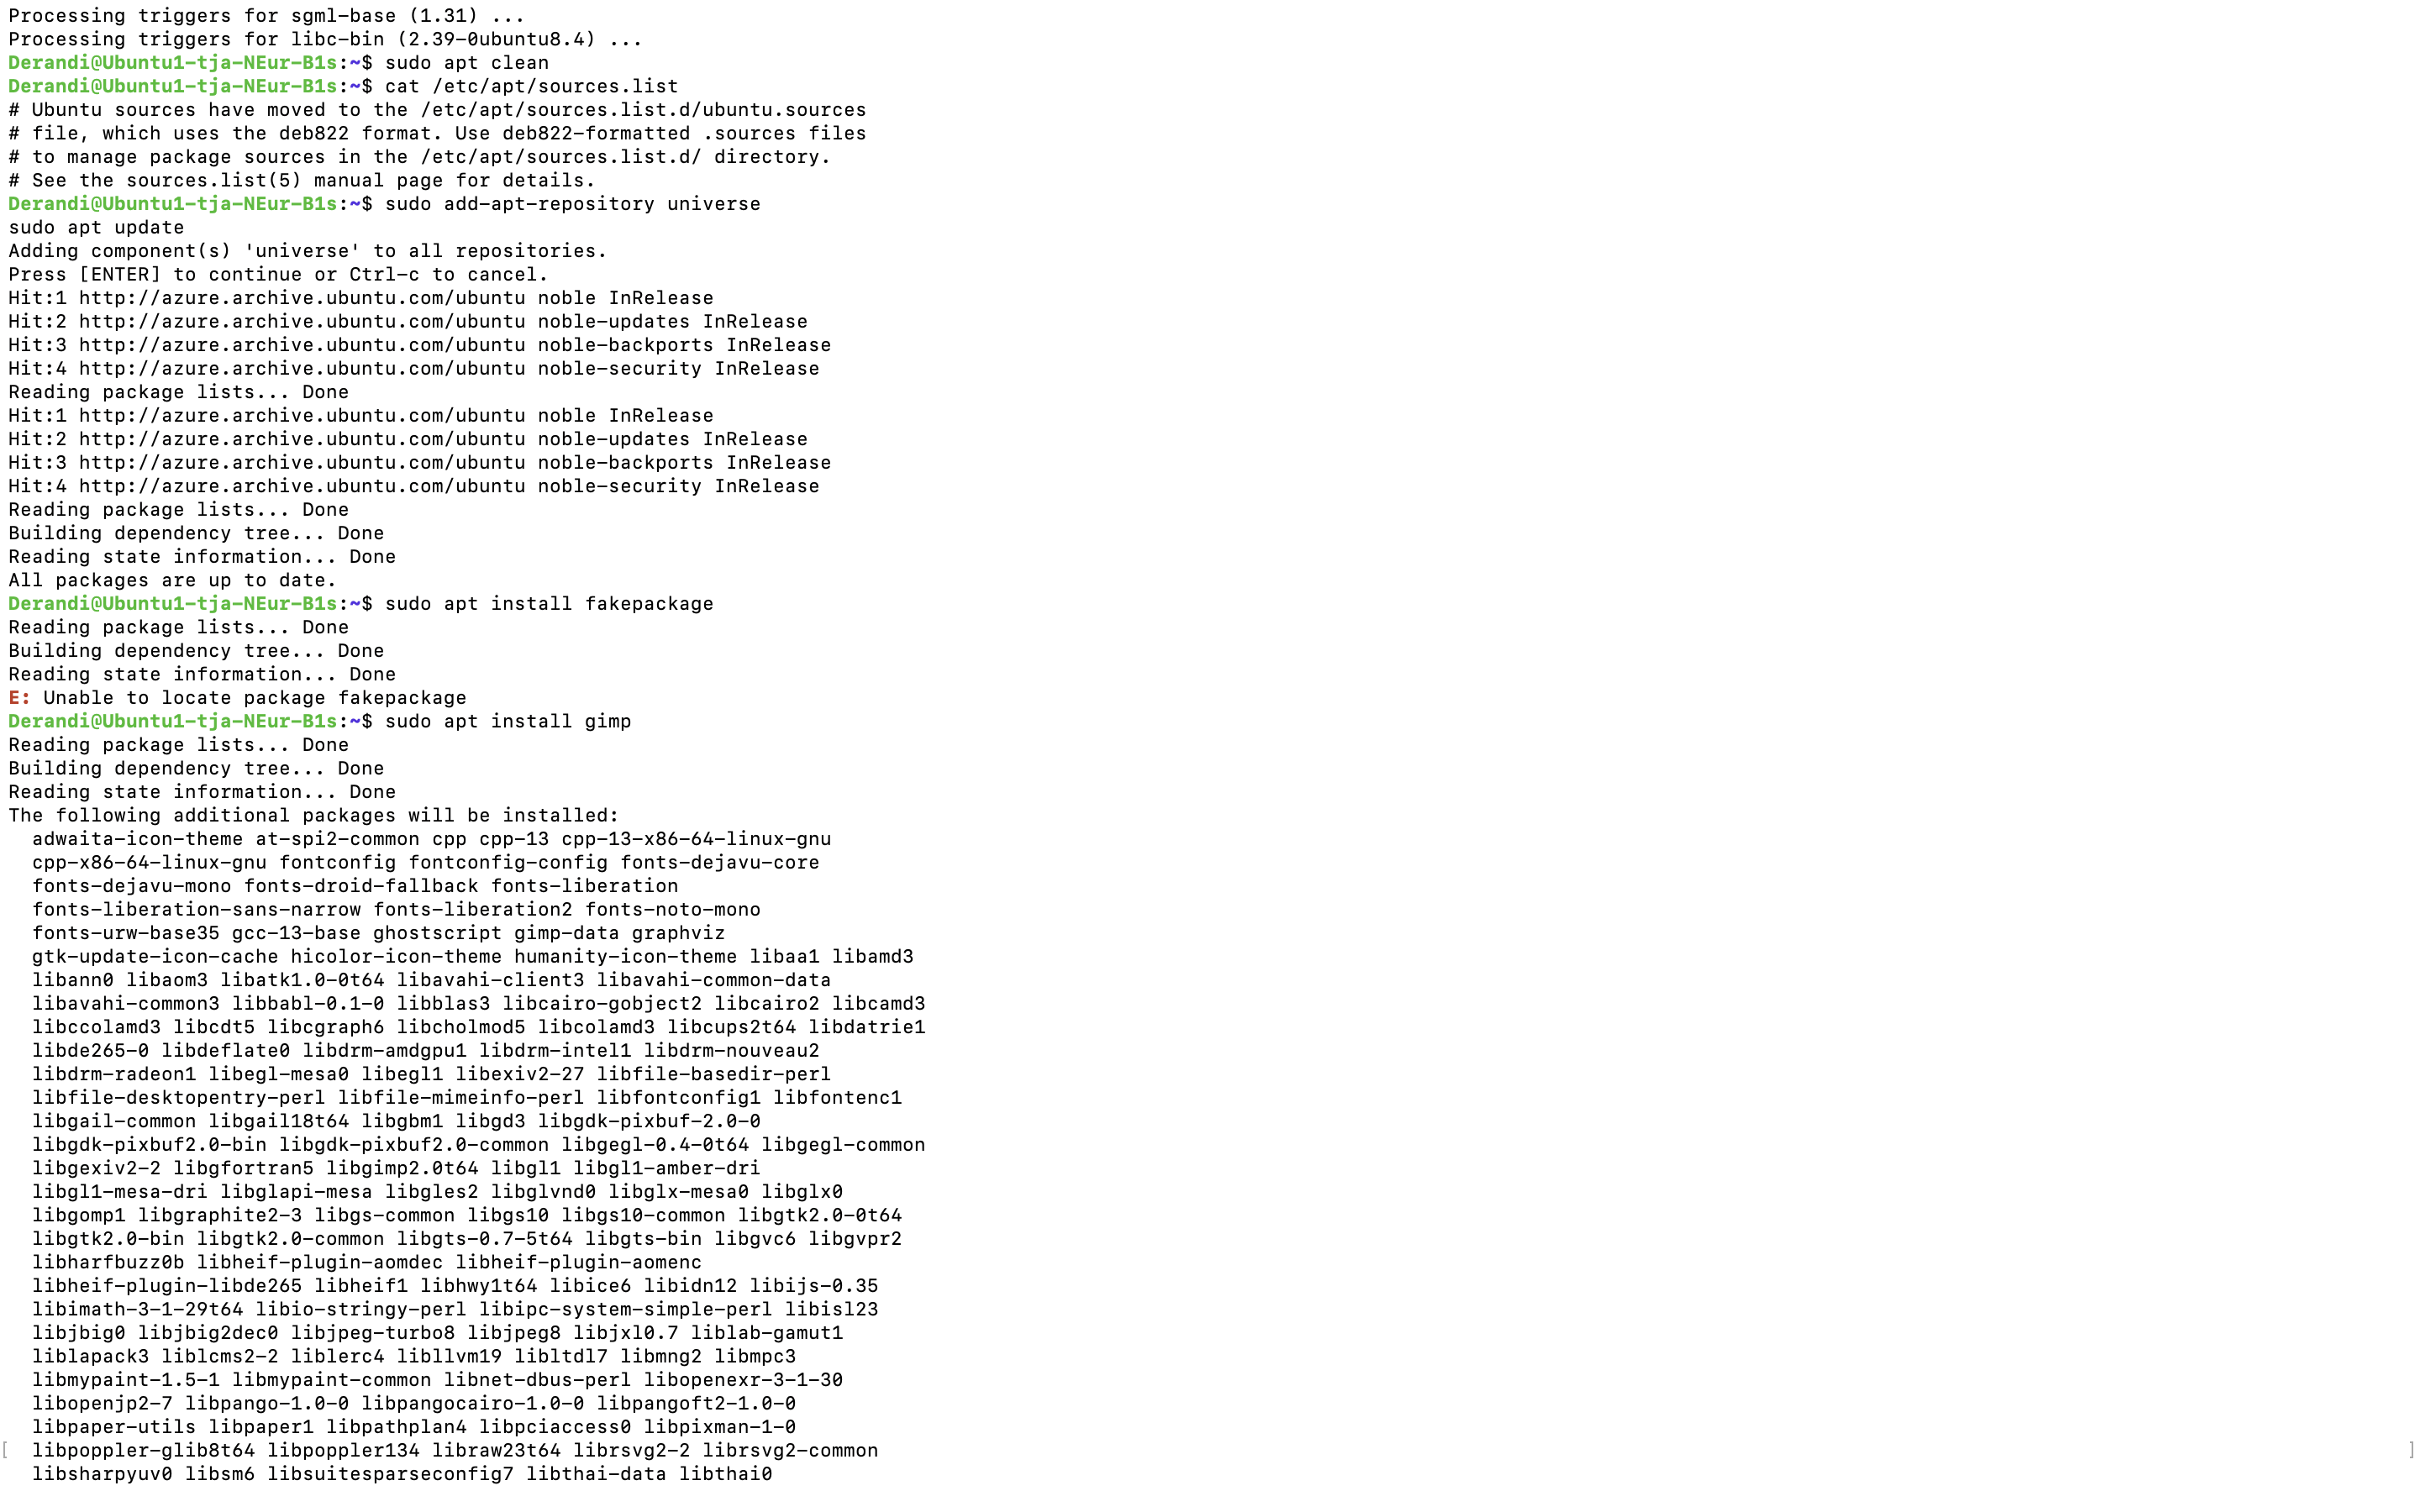 Processing triggers for sgml-base (1.31) ...
Processing triggers for libc-bin (2.39-0ubuntu8.4) ...
Derandi@Ubuntu1-tja-NEur-B1s:~$ sudo apt clean
Derandi@Ubuntu1-tja-NEur-B1s:~$ cat /etc/apt/sources.list
# Ubuntu sources have moved to the /etc/apt/sources.list.d/ubuntu.sources
# file, which uses the deb822 format. Use deb822-formatted .sources files
# to manage package sources in the /etc/apt/sources.list.d/ directory.
# See the sources.list(5) manual page for details.
Derandi@Ubuntu1-tja-NEur-B1s:~$ sudo add-apt-repository universe
sudo apt update
Adding component(s) 'universe' to all repositories.
Press [ENTER] to continue or Ctrl-c to cancel.
Hit:1 http://azure.archive.ubuntu.com/ubuntu noble InRelease
Hit:2 http://azure.archive.ubuntu.com/ubuntu noble-updates InRelease
Hit:3 http://azure.archive.ubuntu.com/ubuntu noble-backports InRelease
Hit:4 http://azure.archive.ubuntu.com/ubuntu noble-security InRelease
Reading package lists... Done
Hit:1 http://azure.archive.ubuntu.com/ubuntu noble InRelease
Hit:2 http://azure.archive.ubuntu.com/ubuntu noble-updates InRelease
Hit:3 http://azure.archive.ubuntu.com/ubuntu noble-backports InRelease
Hit:4 http://azure.archive.ubuntu.com/ubuntu noble-security InRelease
Reading package lists... Done
Building dependency tree... Done
Reading state information... Done
All packages are up to date.
Derandi@Ubuntu1-tja-NEur-B1s:~$ sudo apt install fakepackage
Reading package lists... Done
Building dependency tree... Done
Reading state information... Done
E: Unable to locate package fakepackage
Derandi@Ubuntu1-tja-NEur-B1s:~$ sudo apt install gimp
Reading package lists... Done
Building dependency tree... Done
Reading state information... Done
The following additional packages will be installed:
  adwaita-icon-theme at-spi2-common cpp cpp-13 cpp-13-x86-64-linux-gnu
  cpp-x86-64-linux-gnu fontconfig fontconfig-config fonts-dejavu-core
  fonts-dejavu-mono fonts-droid-fallback fonts-liberation
  fonts-liberation-sans-narrow fonts-liberation2 fonts-noto-mono
  fonts-urw-base35 gcc-13-base ghostscript gimp-data graphviz
  gtk-update-icon-cache hicolor-icon-theme humanity-icon-theme libaa1 libamd3
  libann0 libaom3 libatk1.0-0t64 libavahi-client3 libavahi-common-data
  libavahi-common3 libbabl-0.1-0 libblas3 libcairo-gobject2 libcairo2 libcamd3
  libccolamd3 libcdt5 libcgraph6 libcholmod5 libcolamd3 libcups2t64 libdatrie1
  libde265-0 libdeflate0 libdrm-amdgpu1 libdrm-intel1 libdrm-nouveau2
  libdrm-radeon1 libegl-mesa0 libegl1 libexiv2-27 libfile-basedir-perl
  libfile-desktopentry-perl libfile-mimeinfo-perl libfontconfig1 libfontenc1
  libgail-common libgail18t64 libgbm1 libgd3 libgdk-pixbuf-2.0-0
  libgdk-pixbuf2.0-bin libgdk-pixbuf2.0-common libgegl-0.4-0t64 libgegl-common
  libgexiv2-2 libgfortran5 libgimp2.0t64 libgl1 libgl1-amber-dri
  libgl1-mesa-dri libglapi-mesa libgles2 libglvnd0 libglx-mesa0 libglx0
  libgomp1 libgraphite2-3 libgs-common libgs10 libgs10-common libgtk2.0-0t64
  libgtk2.0-bin libgtk2.0-common libgts-0.7-5t64 libgts-bin libgvc6 libgvpr2
  libharfbuzz0b libheif-plugin-aomdec libheif-plugin-aomenc
  libheif-plugin-libde265 libheif1 libhwy1t64 libice6 libidn12 libijs-0.35
  libimath-3-1-29t64 libio-stringy-perl libipc-system-simple-perl libisl23
  libjbig0 libjbig2dec0 libjpeg-turbo8 libjpeg8 libjxl0.7 liblab-gamut1
  liblapack3 liblcms2-2 liblerc4 libllvm19 libltdl7 libmng2 libmpc3
  libmypaint-1.5-1 libmypaint-common libnet-dbus-perl libopenexr-3-1-30
  libopenjp2-7 libpango-1.0-0 libpangocairo-1.0-0 libpangoft2-1.0-0
  libpaper-utils libpaper1 libpathplan4 libpciaccess0 libpixman-1-0
[ libpoppler-glib8t64 libpoppler134 libraw23t64 librsvg2-2 librsvg2-common ]
  libsharpyuv0 libsm6 libsuitesparseconfig7 libthai-data libthai0